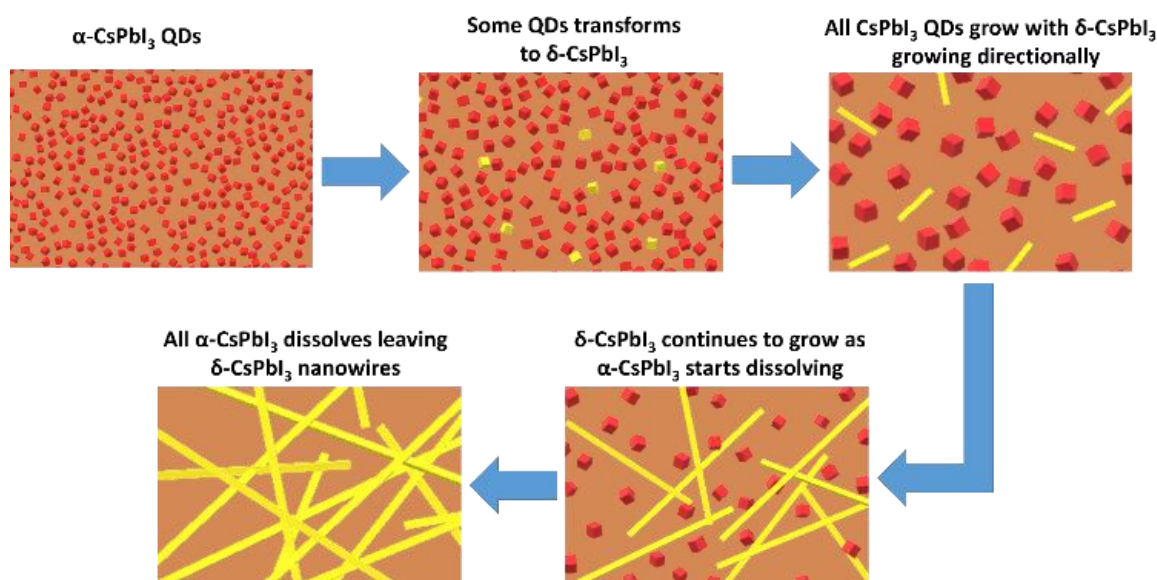 α-CsPbI₃ QDs
Some QDs transforms
to δ-CsPbI₃
All CsPbI₃ QDs grow with δ-CsPbI₃
growing directionally
δ-CsPbI₃ continues to grow as
α-CsPbI₃ starts dissolving
All α-CsPbI₃ dissolves leaving
δ-CsPbI₃ nanowires